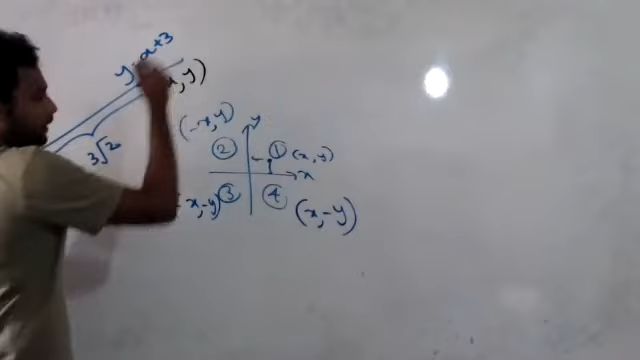 y = x+3
x, y)
3√2
(-x, y)
y
② ① (x, y)
x
x, -y) ③ ④ (x, -y)